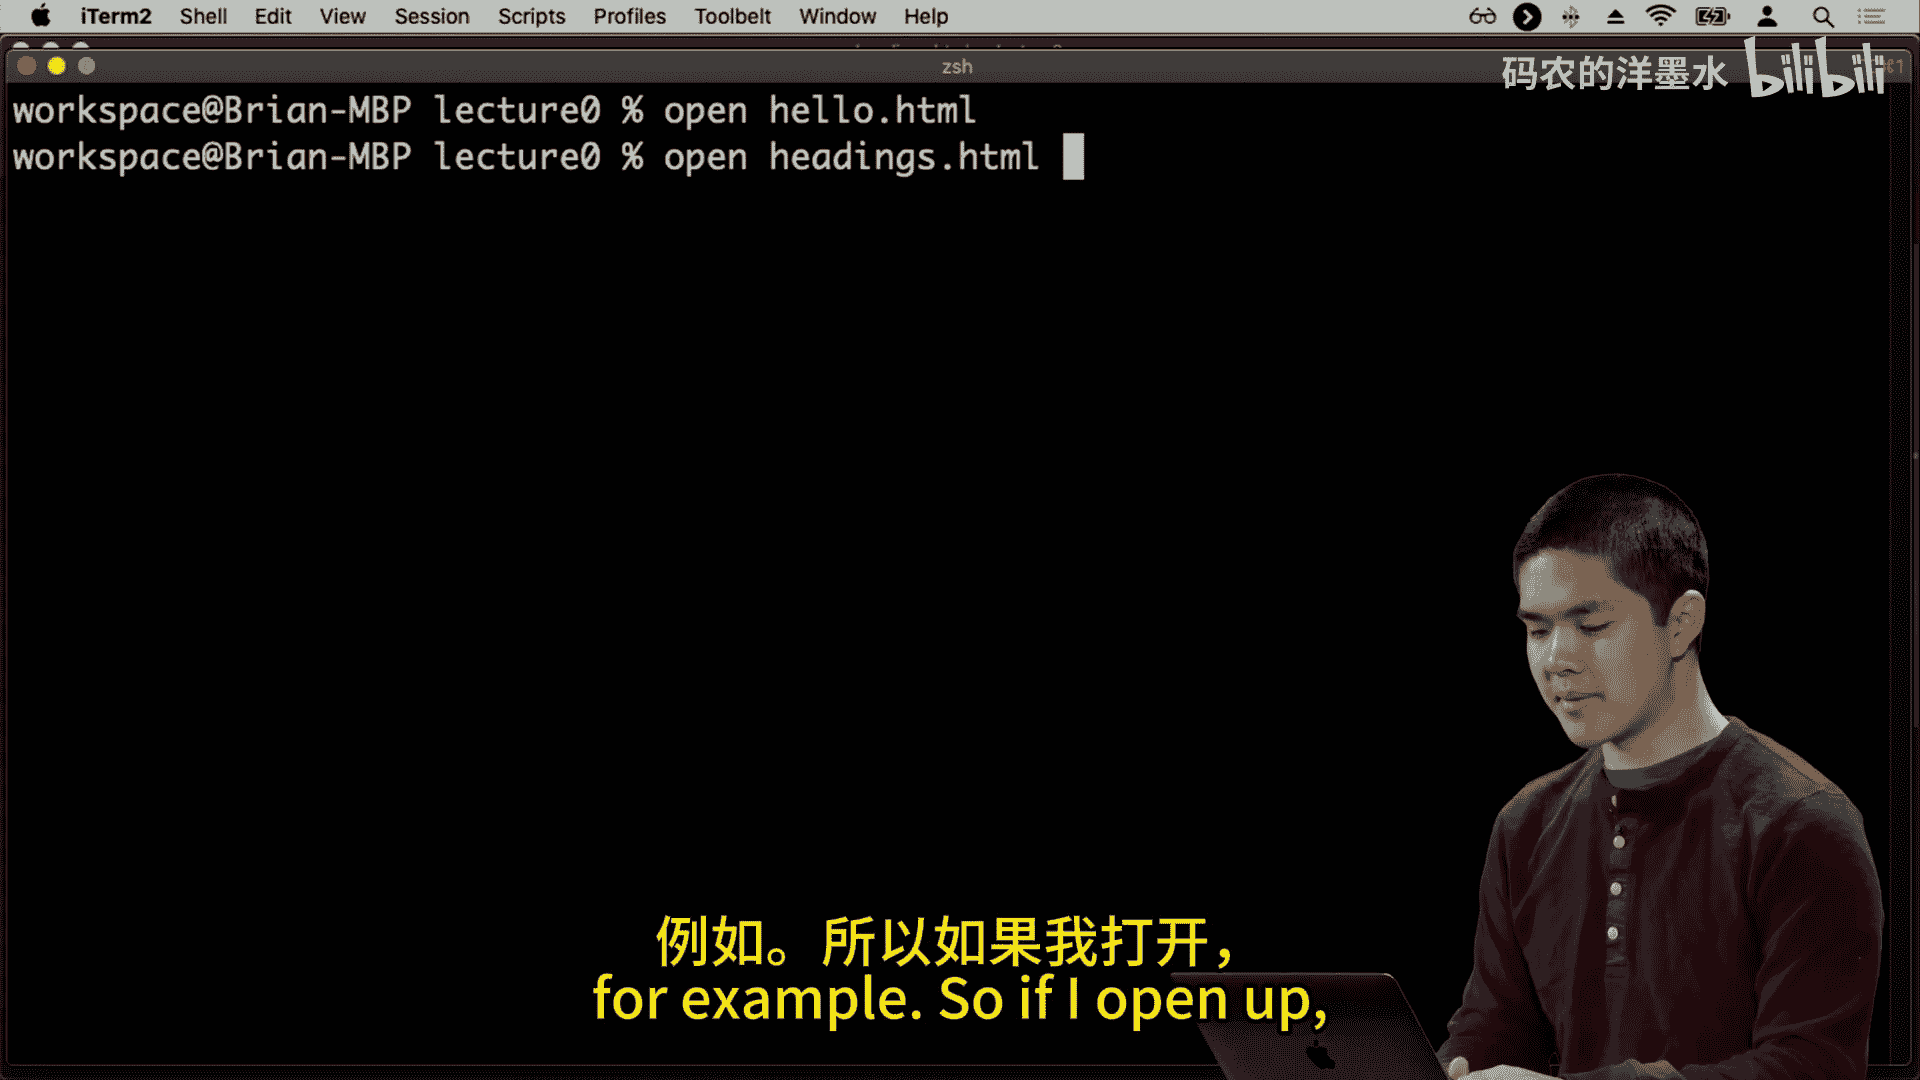 iTerm2 Shell Edit View Session Scripts Profiles Toolbelt Window Help
zsh
码农的洋墨水 bilibili
workspace@Brian-MBP lecture0 % open hello.html
workspace@Brian-MBP lecture0 % open headings.html
例如。所以如果我打开，
for example. So if I open up,